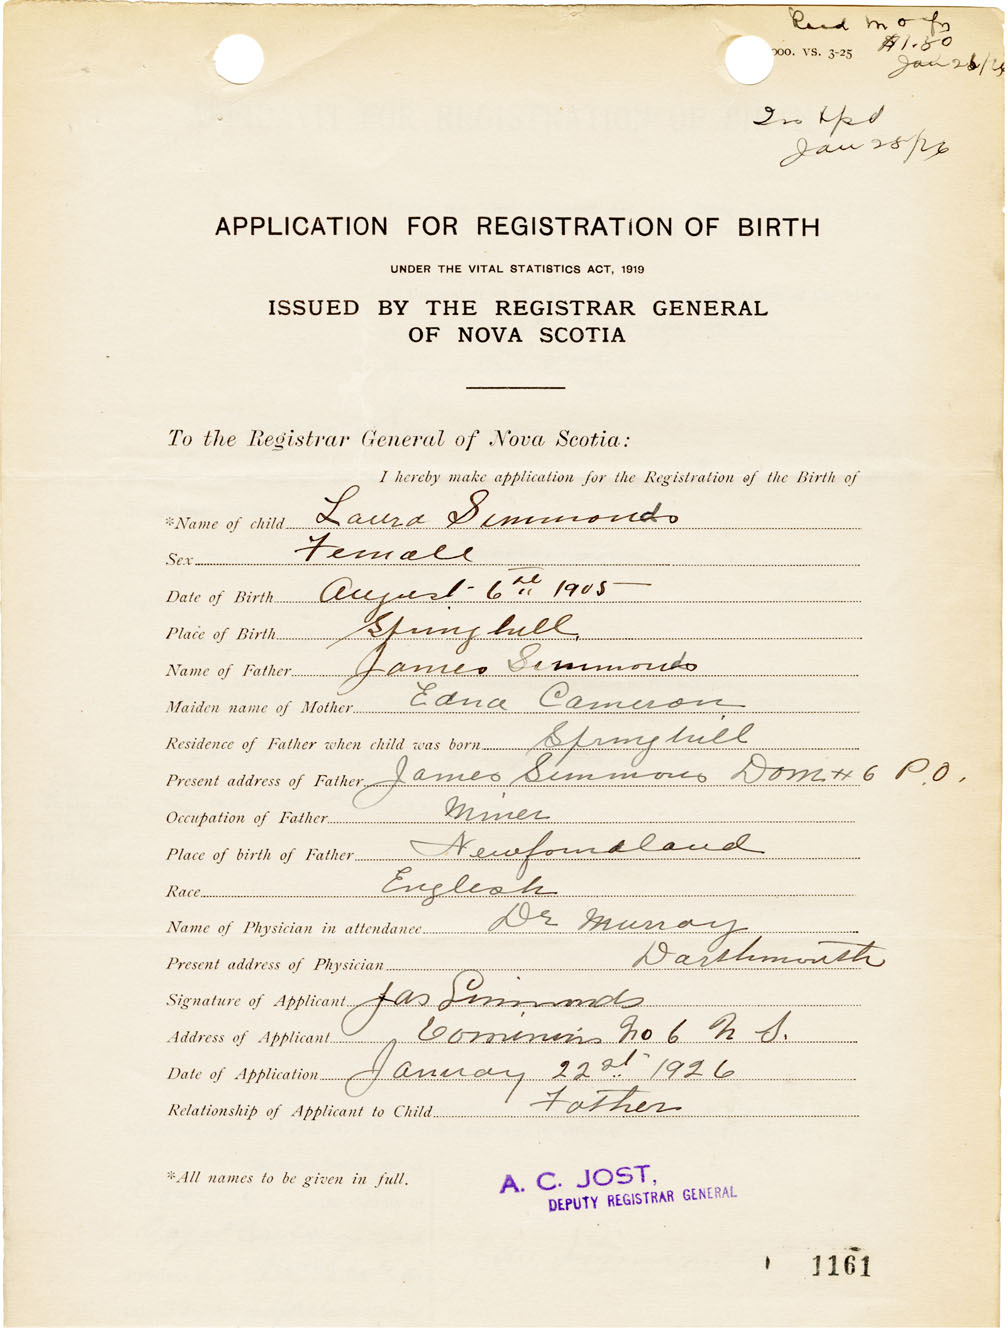 Recd M O for
$1.50
000. VS. 3-25
Jan 26/26
Jan 28/26
APPLICATION FOR REGISTRATION OF BIRTH
UNDER THE VITAL STATISTICS ACT, 1919
ISSUED BY THE REGISTRAR GENERAL
OF NOVA SCOTIA
To the Registrar General of Nova Scotia:
I hereby make application for the Registration of the Birth of
*Name of child Laura Simmonds
Sex Female
Date of Birth August 6th 1905
Place of Birth Springhill
Name of Father James Simmonds
Maiden name of Mother Edna Cameron
Residence of Father when child was born Springhill
Present address of Father James Simmons Dom # 6 P.O.
Occupation of Father Miner
Place of birth of Father Newfoundland
Race English
Name of Physician in attendance Dr Murray
Present address of Physician Darthmouth
Signature of Applicant Jas Simmonds
Address of Applicant Dominion No 6 N S.
Date of Application January 22st 1926
Relationship of Applicant to Child Father
*All names to be given in full.
A. C. JOST,
DEPUTY REGISTRAR GENERAL
1161